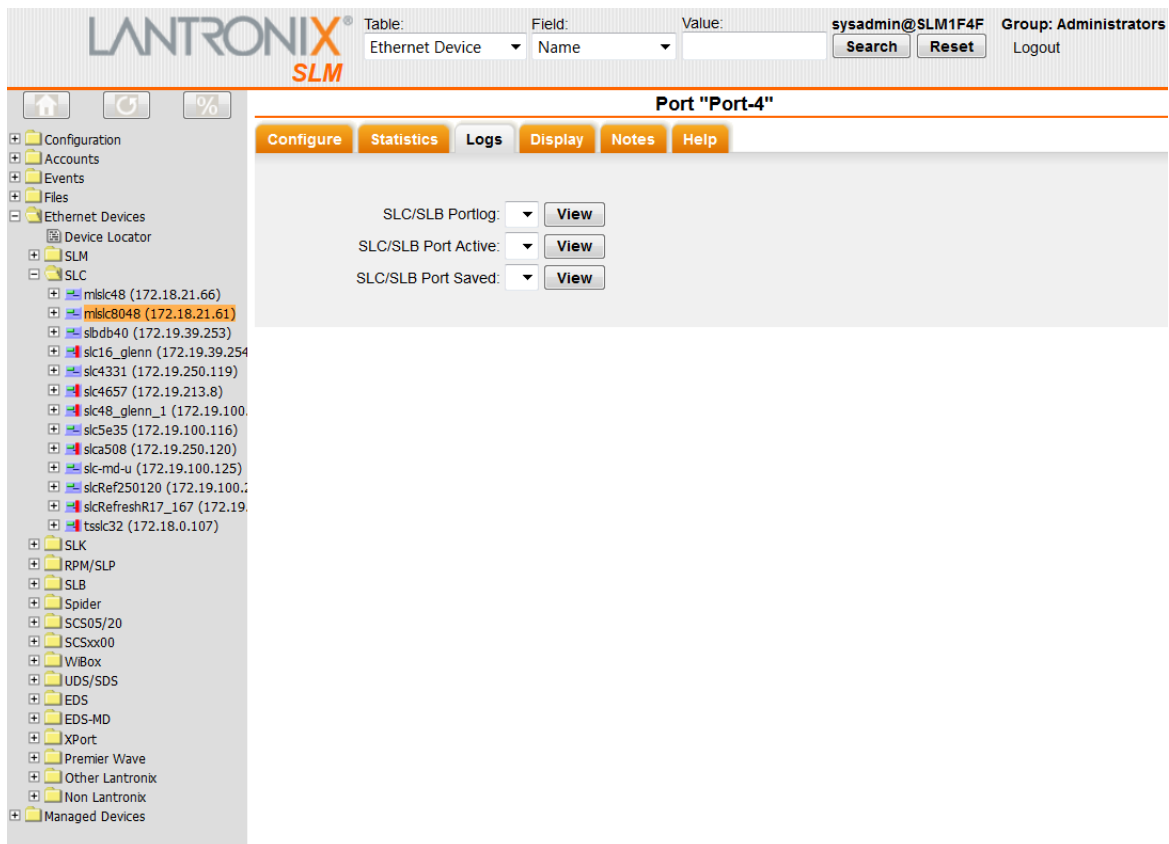 LANTRONIX®
SLM
Table: Field: Value:
Ethernet Device Name
sysadmin@SLM1F4F Group: Administrators
Search Reset Logout
%
Port "Port-4"
Configure Statistics Logs Display Notes Help
SLC/SLB Portlog: View
SLC/SLB Port Active: View
SLC/SLB Port Saved: View
Configuration
Accounts
Events
Files
Ethernet Devices
Device Locator
SLM
SLC
mlslc48 (172.18.21.66)
mlslc8048 (172.18.21.61)
slbdb40 (172.19.39.253)
slc16_glenn (172.19.39.254
slc4331 (172.19.250.119)
slc4657 (172.19.213.8)
slc48_glenn_1 (172.19.100.
slc5e35 (172.19.100.116)
slca508 (172.19.250.120)
slc-md-u (172.19.100.125)
slcRef250120 (172.19.100.2
slcRefreshR17_167 (172.19.
tsslc32 (172.18.0.107)
SLK
RPM/SLP
SLB
Spider
SCS05/20
SCSxx00
WiBox
UDS/SDS
EDS
EDS-MD
XPort
Premier Wave
Other Lantronix
Non Lantronix
Managed Devices